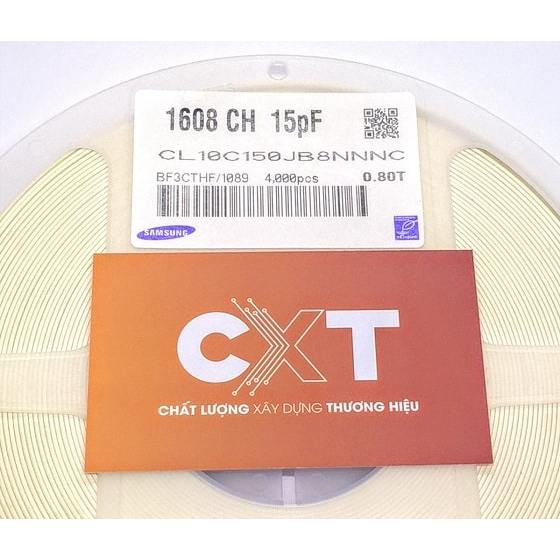 1608 CH 15pF
CL10C150JB8NNNC
BF3CTHF/1089 4,000pcs 0.80T
SAMSUNG
CXT
CHẤT LƯỢNG XÂY DỰNG THƯƠNG HIỆU